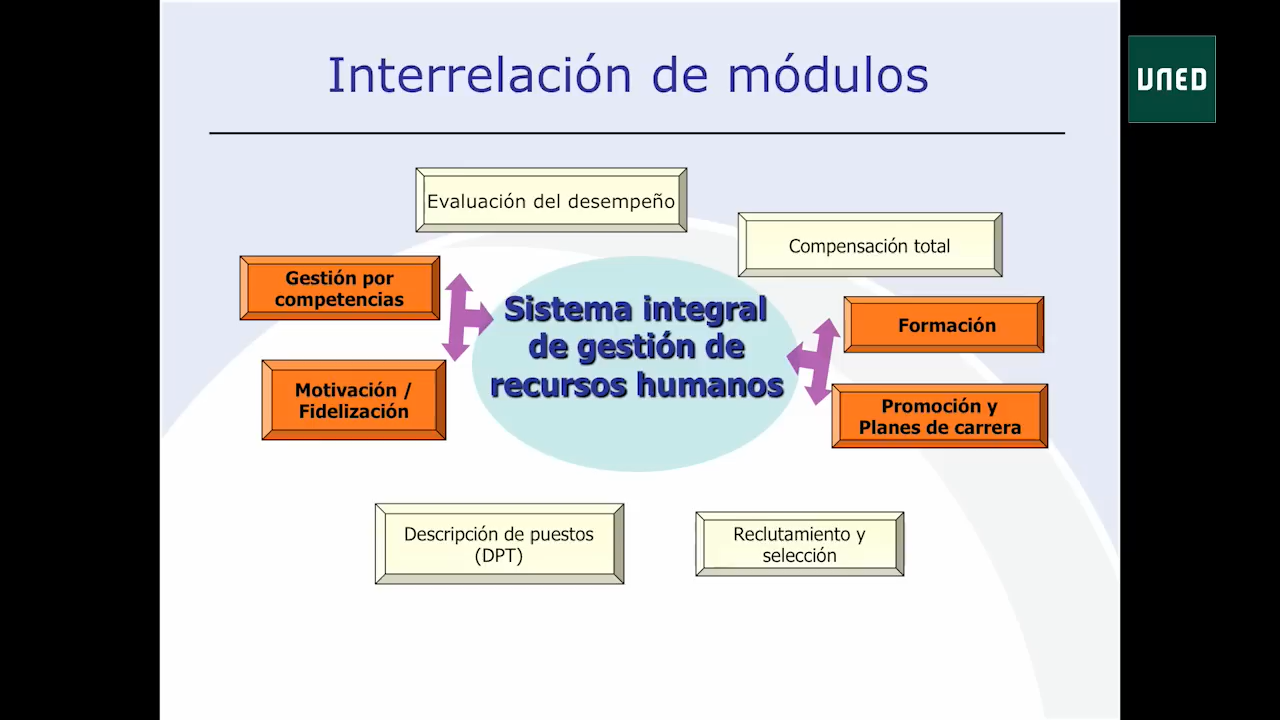 Interrelación de módulos
UNED
Evaluación del desempeño
Compensación total
Gestión por
competencias
Sistema integral
de gestión de
recursos humanos
Formación
Motivación /
Fidelización
Promoción y
Planes de carrera
Descripción de puestos
(DPT)
Reclutamiento y
selección